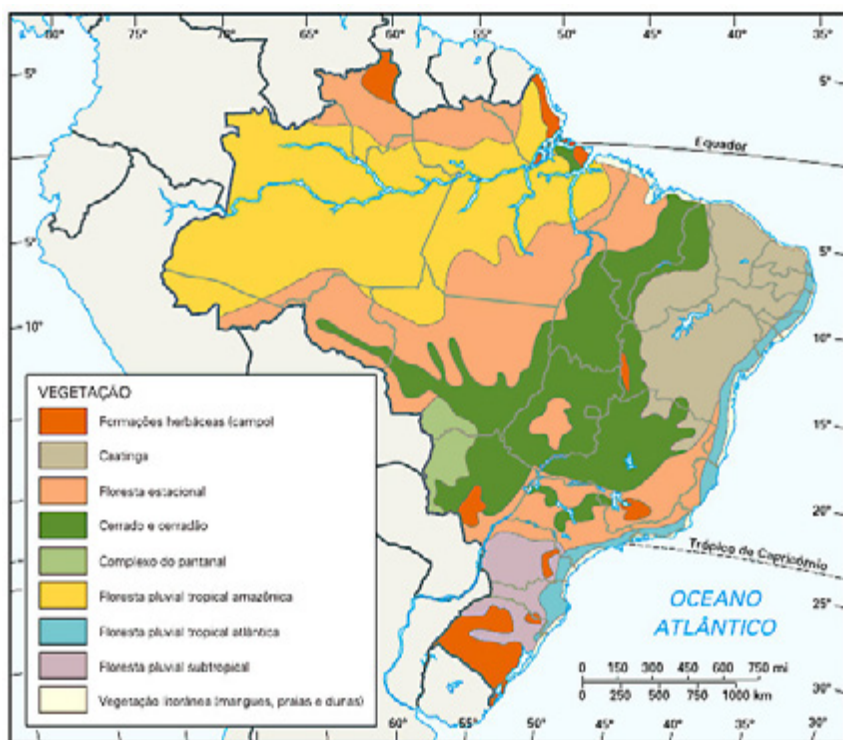 80° 75° 60° 55° 50° 45° 40° 35°
5° 5°
Equador
5° 5°
10° 10°
15°
20°
Trópico de Capricórnio
25°
30°
60° 55° 50° 45° 40° 35°
OCEANO
ATLÂNTICO
0 150 300 450 600 750 mi
0 250 500 750 1000 km
VEGETAÇÃO
Formações herbáceas (campo)
Caatinga
Floresta estacional
Cerrado e cerradão
Complexo do pantanal
Floresta pluvial tropical amazônica
Floresta pluvial tropical atlântica
Floresta pluvial subtropical
Vegetação litorânea (mangues, praias e dunas)